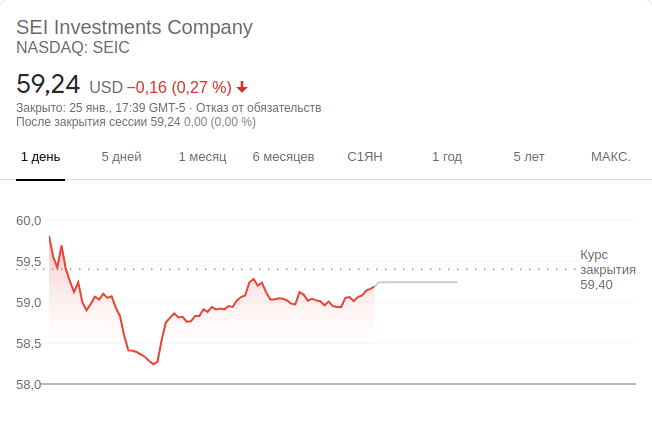 SEI Investments Company
NASDAQ: SEIC
59,24 USD −0,16 (0,27 %)
Закрыто: 25 янв., 17:39 GMT-5 · Отказ от обязательств
После закрытия сессии 59,24 0,00 (0,00 %)
1 день 5 дней 1 месяц 6 месяцев С1ЯН 1 год 5 лет МАКС.
60,0
59,5
59,0
58,5
58,0
Курс
закрытия
59,40